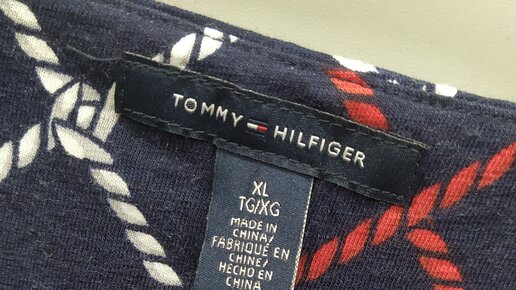 TOMMY HILFIGER
XL
TG/XG
MADE IN
CHINA/
FABRIQUÉ EN
CHINE/
HECHO EN
CHINA